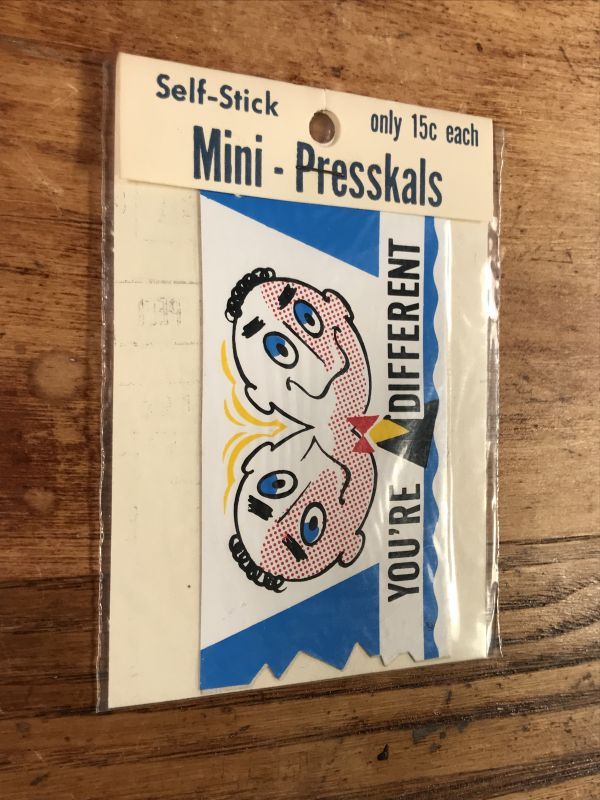 Self-Stick
only 15c each
Mini - Presskals
YOU'RE DIFFERENT